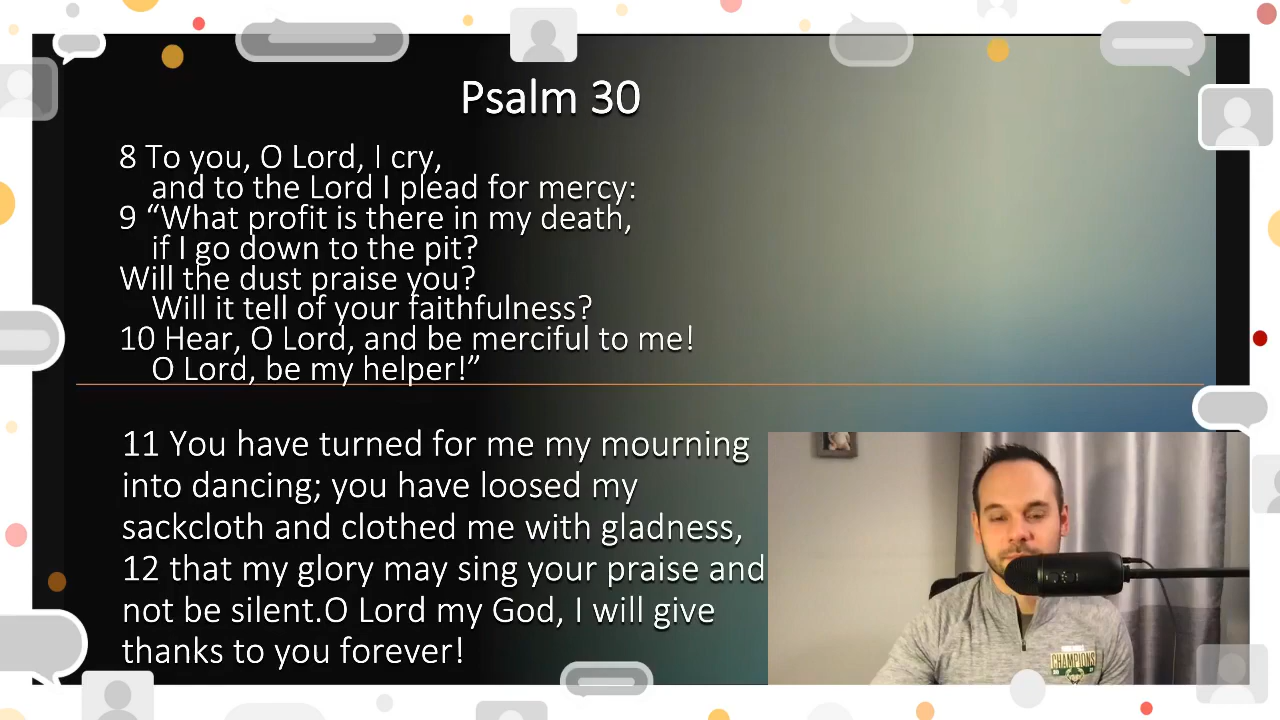 Psalm 30
8 To you, O Lord, I cry,
and to the Lord I plead for mercy:
9 “What profit is there in my death,
if I go down to the pit?
Will the dust praise you?
Will it tell of your faithfulness?
10 Hear, O Lord, and be merciful to me!
O Lord, be my helper!”
11 You have turned for me my mourning
into dancing; you have loosed my
sackcloth and clothed me with gladness,
12 that my glory may sing your praise and
not be silent.O Lord my God, I will give
thanks to you forever!
CHAMPIONS